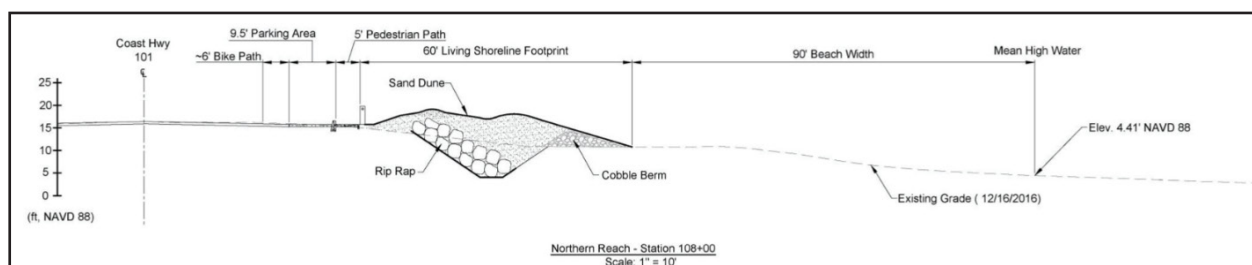 9.5' Parking Area
5' Pedestrian Path
Coast Hwy
101
~6' Bike Path
60' Living Shoreline Footprint
90' Beach Width
Mean High Water
25
20
15
10
5
0
(ft, NAVD 88)
Sand Dune
Rip Rap
Cobble Berm
Elev. 4.41' NAVD 88
Existing Grade ( 12/16/2016)
Northern Reach - Station 108+00
Scale: 1" = 10'